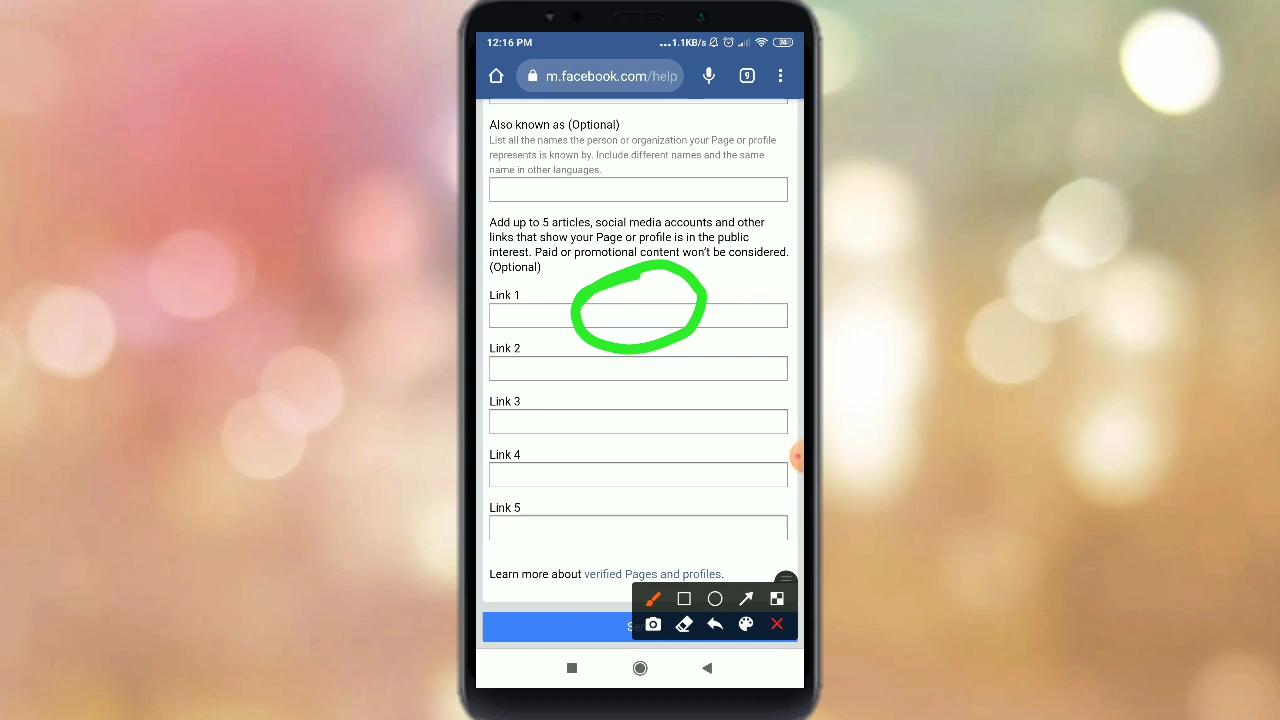 12:16 PM
...1.1KB/s
24
m.facebook.com/help
9
Also known as (Optional)
List all the names the person or organization your Page or profile
represents is known by. Include different names and the same
name in other languages.
Add up to 5 articles, social media accounts and other
links that show your Page or profile is in the public
interest. Paid or promotional content won't be considered.
(Optional)
Link 1
Link 2
Link 3
Link 4
Link 5
Learn more about verified Pages and profiles.